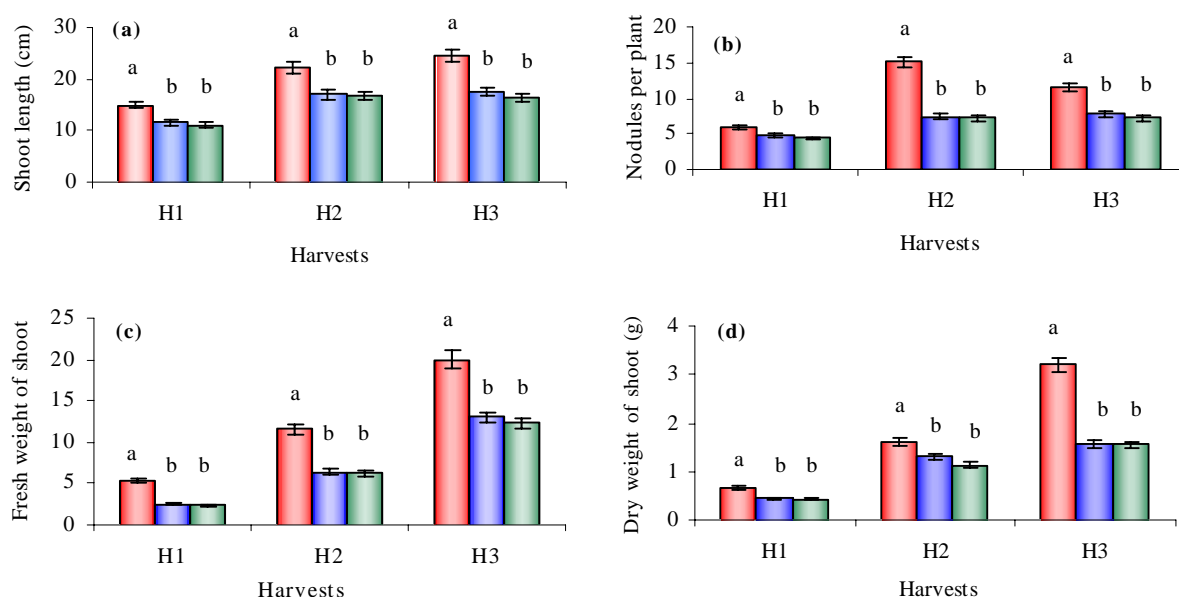 Shoot length (cm)
30
20
10
0
(a)
a
b
b
a
b
b
a
b
b
H1
H2
H3
Harvests
Nodules per plant
20
15
10
5
0
(b)
a
b
b
a
b
b
a
b
b
H1
H2
H3
Harvests
Fresh weight of shoot
25
20
15
10
5
0
(c)
a
b
b
a
b
b
a
b
b
H1
H2
H3
Harvests
Dry weight of shoot (g)
4
3
2
1
0
(d)
a
b
b
a
b
b
a
b
b
H1
H2
H3
Harvests